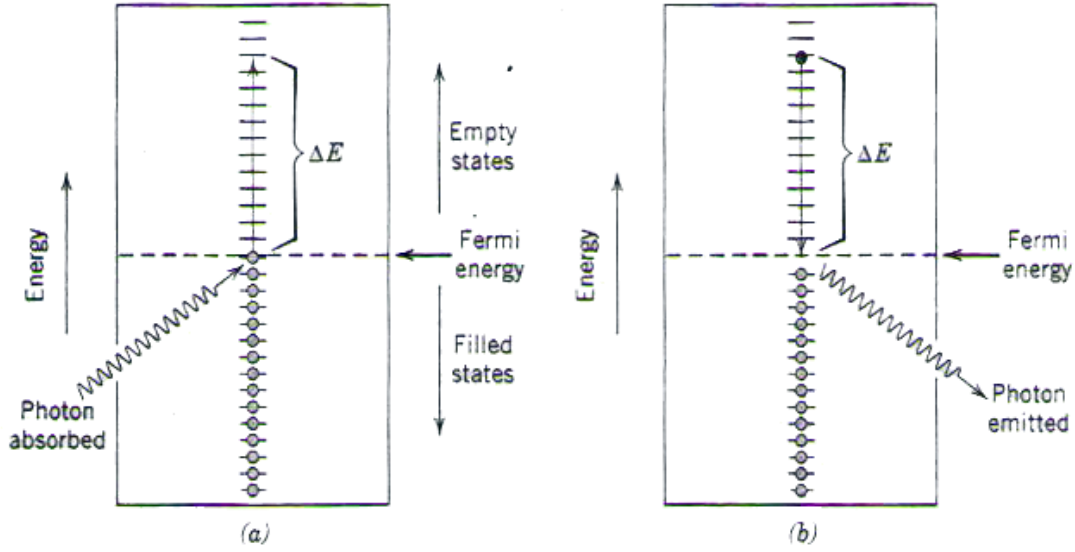 ΔE
Empty
states
Energy
Fermi
energy
Filled
states
Photon
absorbed
(a)
ΔE
Energy
Fermi
energy
Photon
emitted
(b)